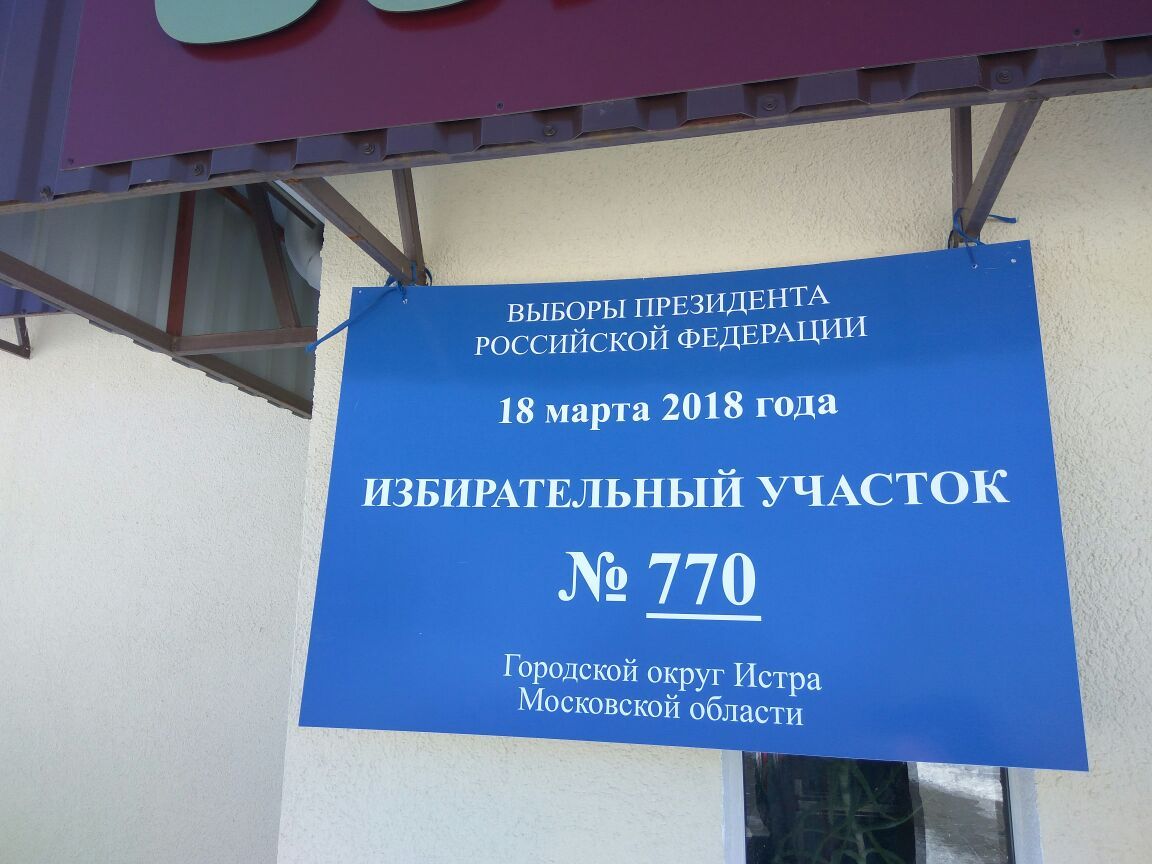 ВЫБОРЫ ПРЕЗИДЕНТА
РОССИЙСКОЙ ФЕДЕРАЦИИ
18 марта 2018 года
ИЗБИРАТЕЛЬНЫЙ УЧАСТОК
№ 770
Городской округ Истра
Московской области